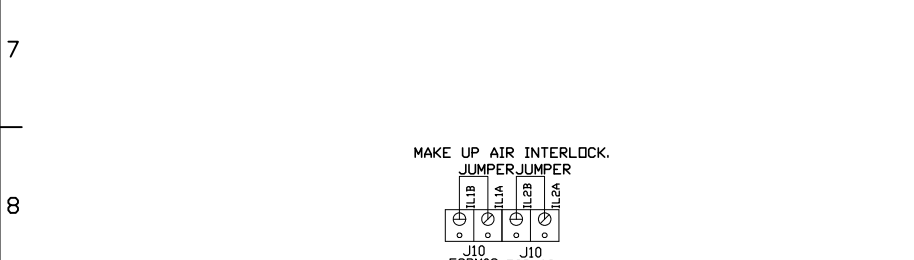 7
MAKE UP AIR INTERLOCK.
JUMPER JUMPER
IL1B IL1A IL2B IL2A
8
J10 J10